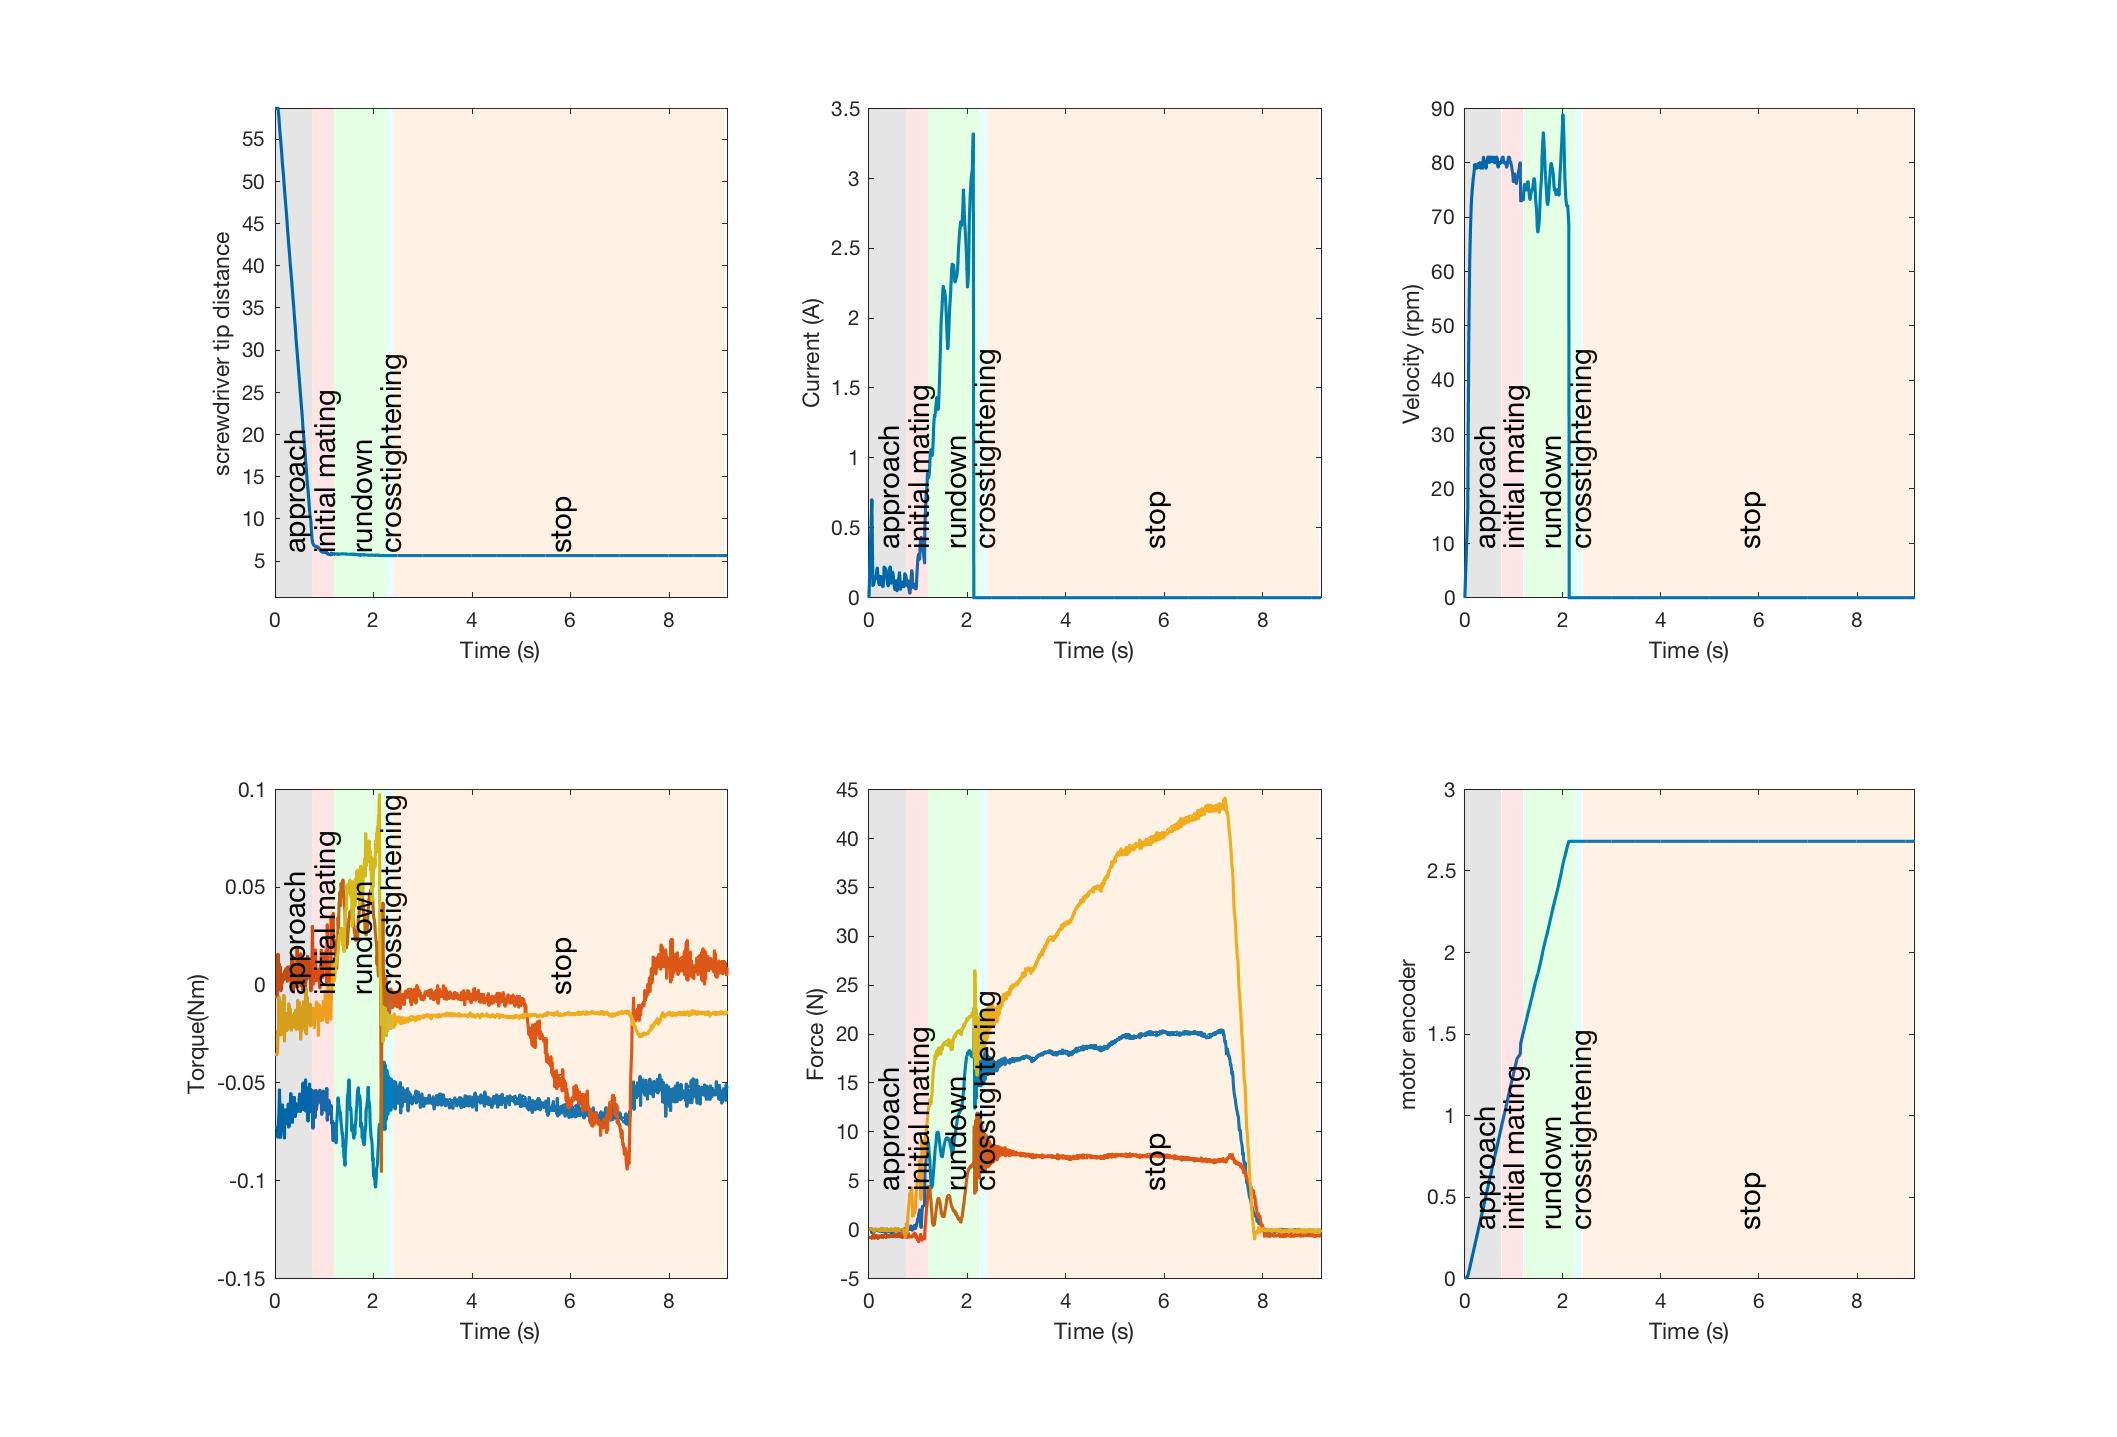 55
50
45
40
35
30
25
20
15
10
5
0 2 4 6 8
screwdriver tip distance
Time (s)
approach
initial mating
rundown
crosstightening
stop
3.5
3
2.5
2
1.5
1
0.5
0
0 2 4 6 8
Current (A)
Time (s)
approach
initial mating
rundown
crosstightening
stop
90
80
70
60
50
40
30
20
10
0
0 2 4 6 8
Velocity (rpm)
Time (s)
approach
initial mating
rundown
crosstightening
stop
0.1
0.05
0
-0.05
-0.1
-0.15
0 2 4 6 8
Torque(Nm)
Time (s)
approach
initial mating
rundown
crosstightening
stop
45
40
35
30
25
20
15
10
5
0
-5
0 2 4 6 8
Force (N)
Time (s)
approach
initial mating
rundown
crosstightening
stop
3
2.5
2
1.5
1
0.5
0
0 2 4 6 8
motor encoder
Time (s)
approach
initial mating
rundown
crosstightening
stop